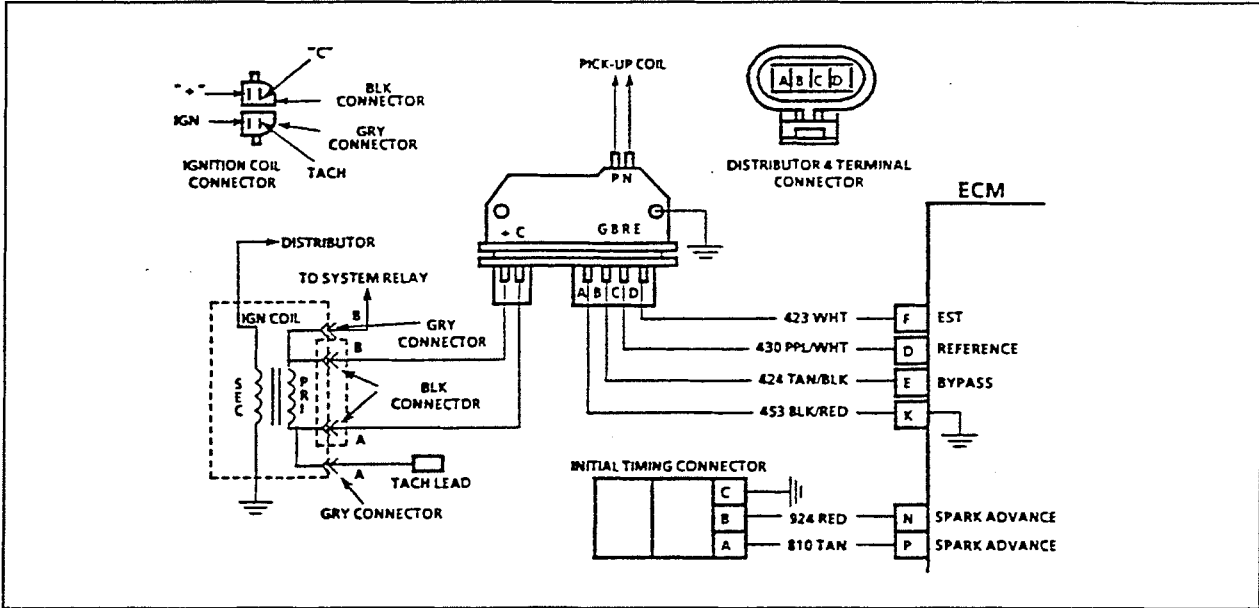 "C"
"+"
BLK
CONNECTOR
IGN
GRY
CONNECTOR
IGNITION COIL
CONNECTOR
TACH
PICK-UP COIL
P N
+ C
G B R E
A B C D
A B C D
DISTRIBUTOR 4 TERMINAL
CONNECTOR
ECM
DISTRIBUTOR
TO SYSTEM RELAY
IGN COIL
B
GRY
CONNECTOR
B
SEC
PRI
BLK
CONNECTOR
A
A
TACH LEAD
GRY CONNECTOR
423 WHT
F
EST
430 PPL/WHT
D
REFERENCE
424 TAN/BLK
E
BYPASS
453 BLK/RED
K
INITIAL TIMING CONNECTOR
C
B
924 RED
N
SPARK ADVANCE
A
810 TAN
P
SPARK ADVANCE